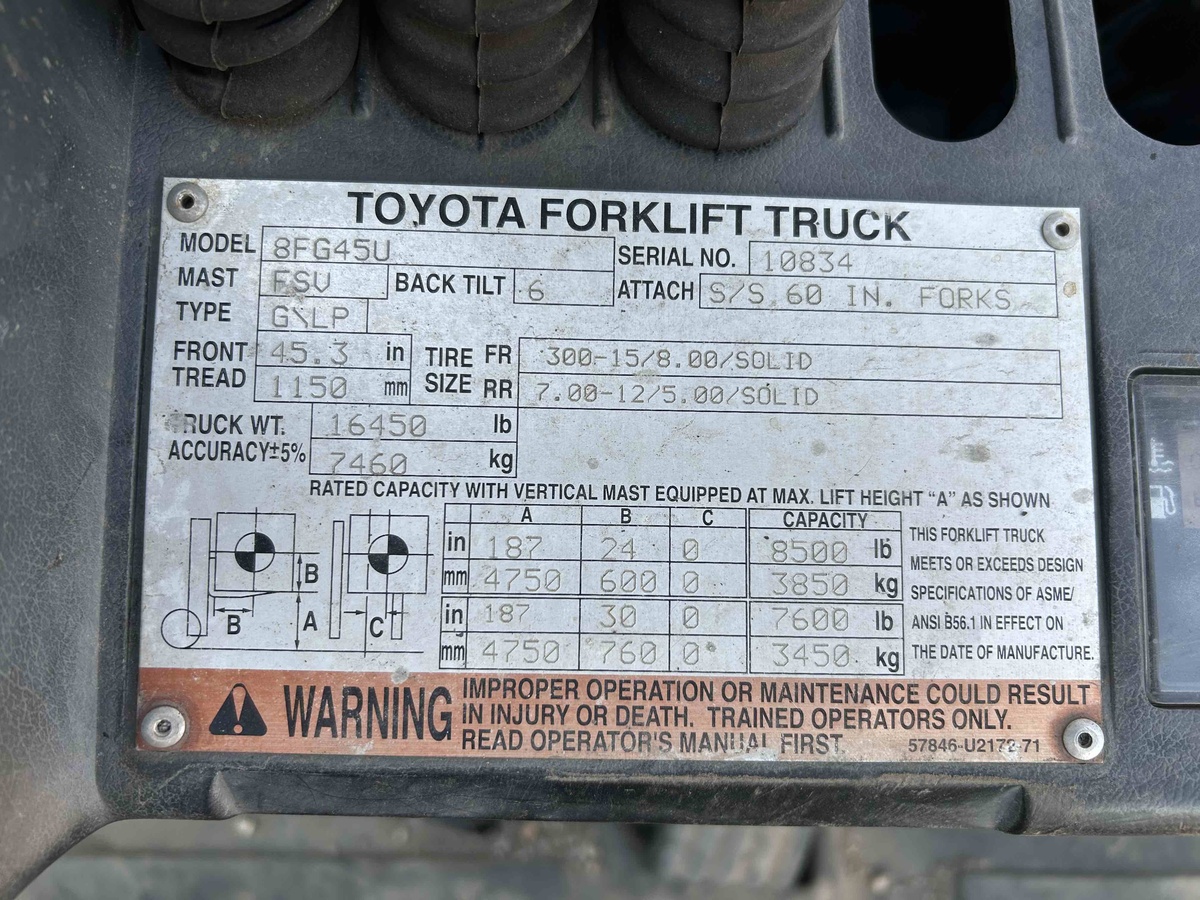 TOYOTA FORKLIFT TRUCK
MODEL 8FG45U SERIAL NO. 10834
MAST FSV BACK TILT 6 ATTACH S/S 60 IN. FORKS
TYPE G\LP
FRONT TREAD 45.3 in TIRE SIZE FR 300-15/8.00/SOLID
1150 mm RR 7.00-12/5.00/SOLID
TRUCK WT. 16450 lb
ACCURACY±5% 7460 kg
RATED CAPACITY WITH VERTICAL MAST EQUIPPED AT MAX. LIFT HEIGHT "A" AS SHOWN
A B C CAPACITY
in 187 24 0 8500 lb
mm 4750 600 0 3850 kg
in 187 30 0 7600 lb
mm 4750 760 0 3450 kg
B
B A C
THIS FORKLIFT TRUCK
MEETS OR EXCEEDS DESIGN
SPECIFICATIONS OF ASME/
ANSI B56.1 IN EFFECT ON
THE DATE OF MANUFACTURE.
WARNING
IMPROPER OPERATION OR MAINTENANCE COULD RESULT
IN INJURY OR DEATH. TRAINED OPERATORS ONLY.
READ OPERATOR'S MANUAL FIRST.
57846-U2172-71